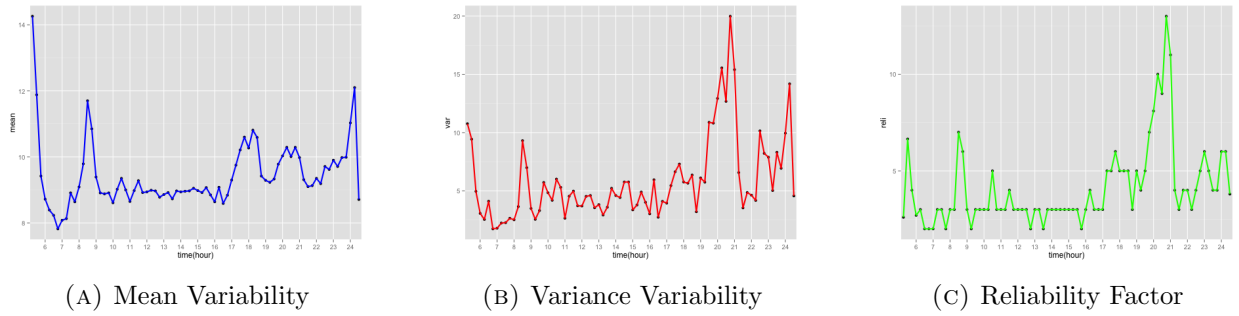 14
12
10
8
mean
6 7 8 9 10 11 12 13 14 15 16 17 18 19 20 21 22 23 24
time(hour)
(A) Mean Variability
20
15
10
5
var
6 7 8 9 10 11 12 13 14 15 16 17 18 19 20 21 22 23 24
time(hour)
(B) Variance Variability
10
5
reli
6 7 8 9 10 11 12 13 14 15 16 17 18 19 20 21 22 23 24
time(hour)
(C) Reliability Factor